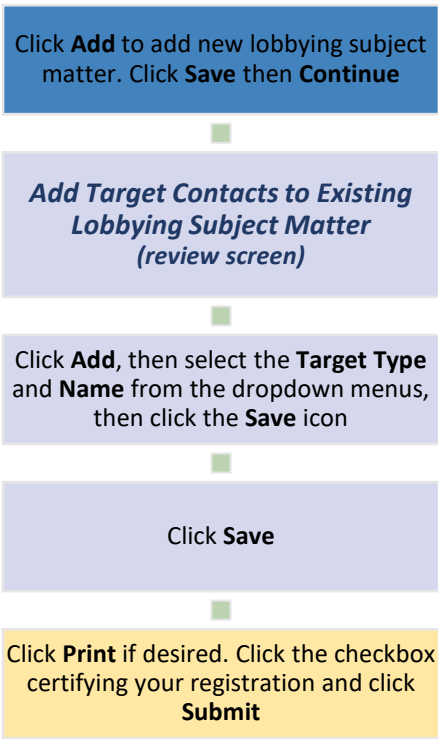 Click Add to add new lobbying subject
matter. Click Save then Continue
Add Target Contacts to Existing
Lobbying Subject Matter
(review screen)
Click Add, then select the Target Type
and Name from the dropdown menus,
then click the Save icon
Click Save
Click Print if desired. Click the checkbox
certifying your registration and click
Submit